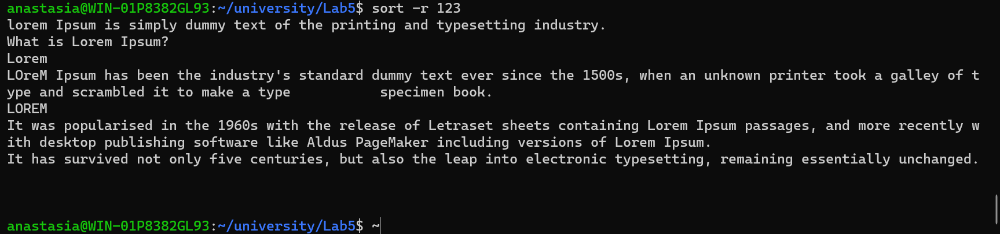 anastasia@WIN-01P8382GL93:~/university/Lab5$ sort -r 123
lorem Ipsum is simply dummy text of the printing and typesetting industry.
What is Lorem Ipsum?
Lorem
LOreM Ipsum has been the industry's standard dummy text ever since the 1500s, when an unknown printer took a galley of t
ype and scrambled it to make a type           specimen book.
LOREM
It was popularised in the 1960s with the release of Letraset sheets containing Lorem Ipsum passages, and more recently w
ith desktop publishing software like Aldus PageMaker including versions of Lorem Ipsum.
It has survived not only five centuries, but also the leap into electronic typesetting, remaining essentially unchanged.
anastasia@WIN-01P8382GL93:~/university/Lab5$ ~